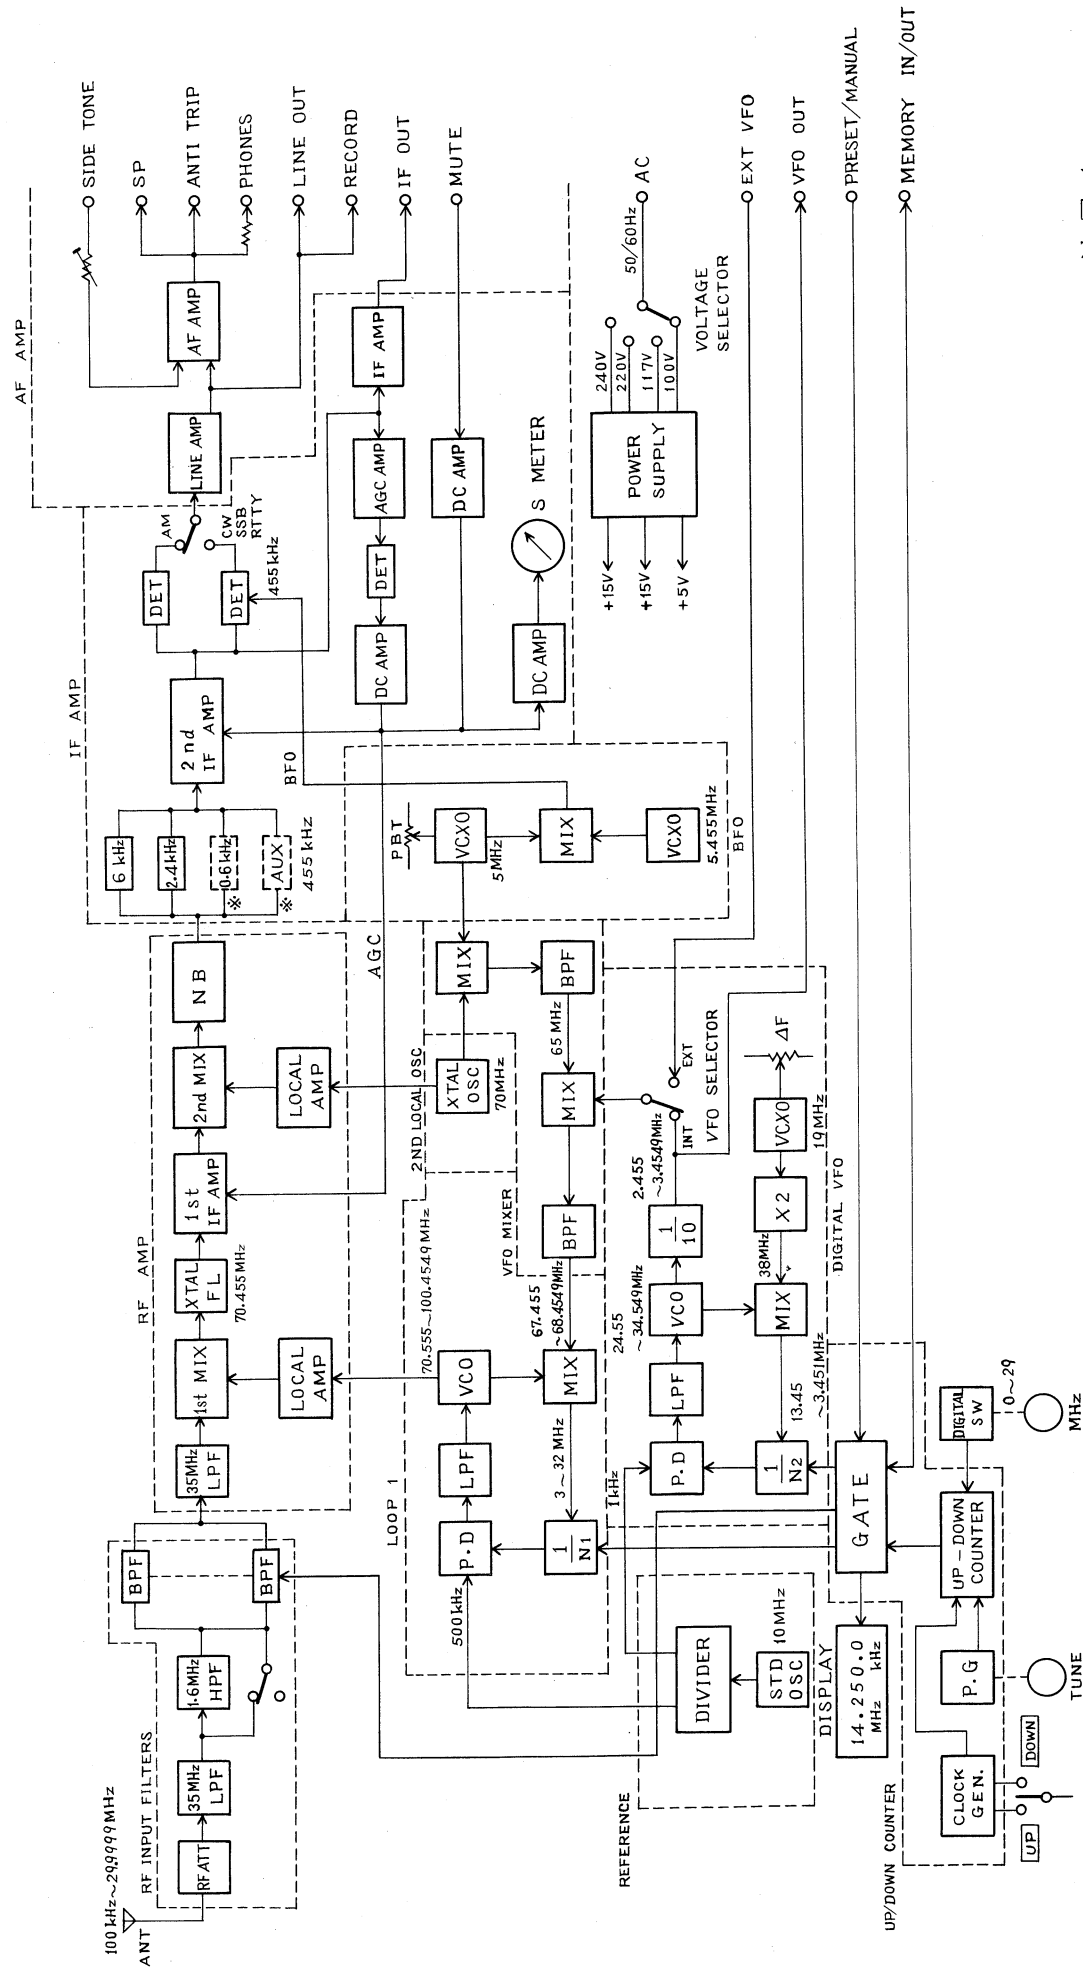 100kHz~29.9999MHz
ANT
RF INPUT FILTERS
RF ATT
35MHz
LPF
1.6MHz
HPF
BPF
BPF
RF AMP
35MHz
LPF
1st MIX
LOCAL
AMP
XTAL
FL
70.455MHz
1st
IF AMP
2nd MIX
LOCAL
AMP
NB
AGC
IF AMP
6 kHz
2.4kHz
0.6kHz
※
AUX
※
455 kHz
2 nd
IF AMP
BFO
DET
DET
455kHz
AM
CW
SSB
RTTY
AF AMP
LINE AMP
AF AMP
SIDE TONE
SP
ANTI TRIP
PHONES
LINE OUT
RECORD
IF OUT
MUTE
IF AMP
AGC AMP
DET
DC AMP
DC AMP
DC AMP
S METER
PBT
VCXO
5MHz
MIX
VCXO
5.455MHz
BFO
2ND LOCAL OSC
XTAL
OSC
70MHz
MIX
BPF
65 MHz
MIX
BPF
VFO MIXER
67.455
~68.4549MHz
LOOP 1
70.555~100.4549MHz
VCO
LPF
P.D
500kHz
MIX
3~32 MHz
1
N1
1kHz
VFO SELECTOR
INT
EXT
2.455
~3.4549MHz
1
10
24.55
~34.549MHz
VCO
LPF
P.D
1
N2
13.45
~3.451MHz
MIX
38MHz
X2
VCXO
19MHz
ΔF
DIGITAL VFO
POWER
SUPPLY
+15V
+15V
+5V
240V
220V
117V
100V
VOLTAGE
SELECTOR
50/60Hz
AC
EXT VFO
VFO OUT
PRESET/MANUAL
MEMORY IN/OUT
REFERENCE
DIVIDER
STD
OSC
10MHz
DISPLAY
14.250.0
MHz kHz
GATE
UP/DOWN COUNTER
CLOCK
GEN.
UP
DOWN
P.G
TUNE
UP-DOWN
COUNTER
DIGITAL
SW
0~29
MHz